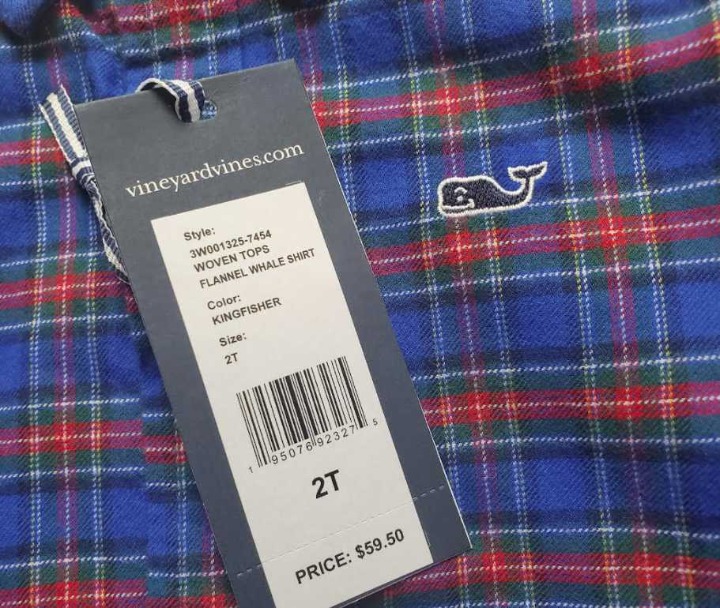 vineyardvines.com
Style:
3W001325-7454
WOVEN TOPS
FLANNEL WHALE SHIRT
Color:
KINGFISHER
Size:
2T
1 95076 92327 5
2T
PRICE: $59.50